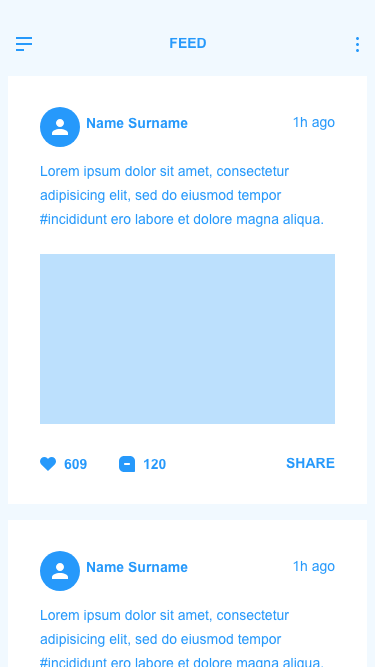 FEED
Name Surname 1h ago
Lorem ipsum dolor sit amet, consectetur
adipisicing elit, sed do eiusmod tempor
#incididunt ero labore et dolore magna aliqua.
609 120 SHARE
Name Surname 1h ago
Lorem ipsum dolor sit amet, consectetur
adipisicing elit, sed do eiusmod tempor
#incididunt ero labore et dolore magna aliqua.